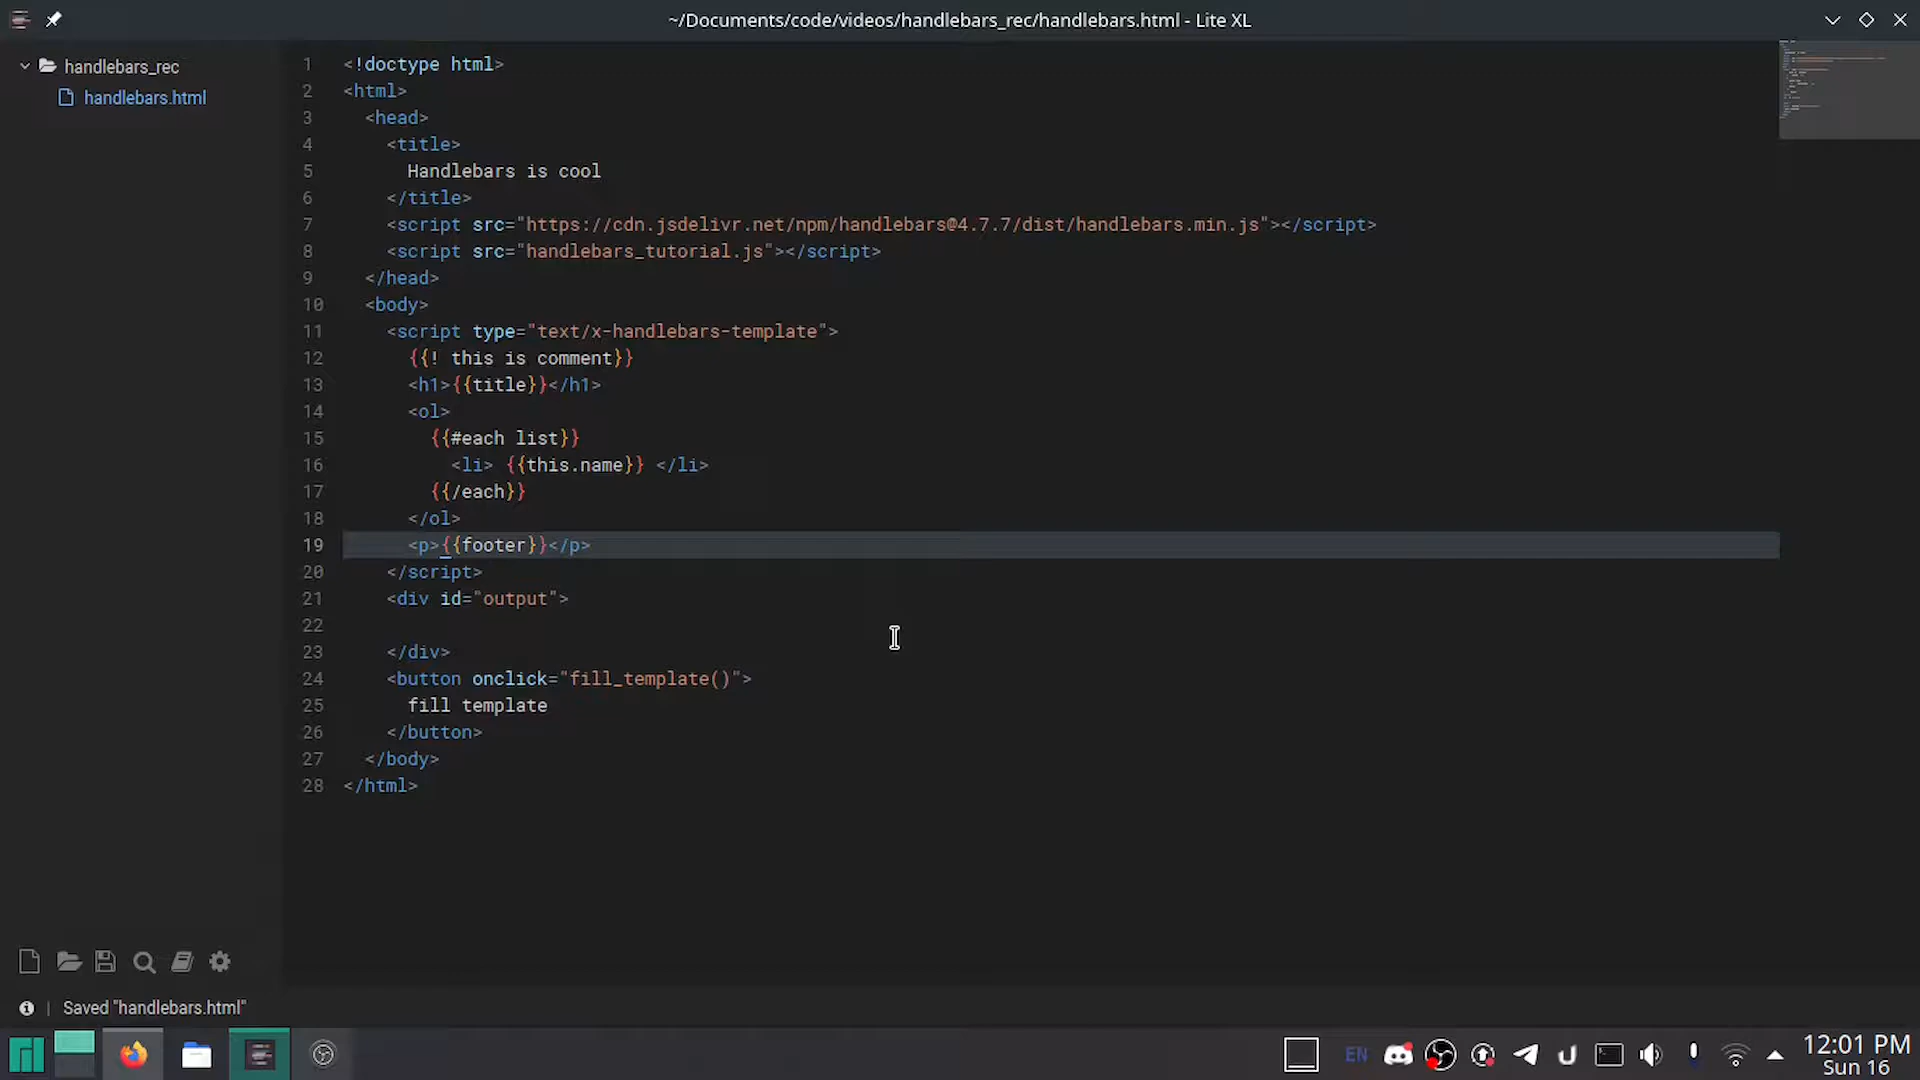 ~/Documents/code/videos/handlebars_rec/handlebars.html - Lite XL
handlebars_rec
handlebars.html
1 <!doctype html>
2 <html>
3 <head>
4 <title>
5 Handlebars is cool
6 </title>
7 <script src="https://cdn.jsdelivr.net/npm/handlebars@4.7.7/dist/handlebars.min.js"></script>
8 <script src="handlebars_tutorial.js"></script>
9 </head>
10 <body>
11 <script type="text/x-handlebars-template">
12 {{! this is comment}}
13 <h1>{{title}}</h1>
14 <ol>
15 {{#each list}}
16 <li> {{this.name}} </li>
17 {{/each}}
18 </ol>
19 <p>{{footer}}</p>
20 </script>
21 <div id="output">
22
23 </div>
24 <button onclick="fill_template()">
25 fill template
26 </button>
27 </body>
28 </html>
Saved "handlebars.html"
EN
12:01 PM
Sun 16